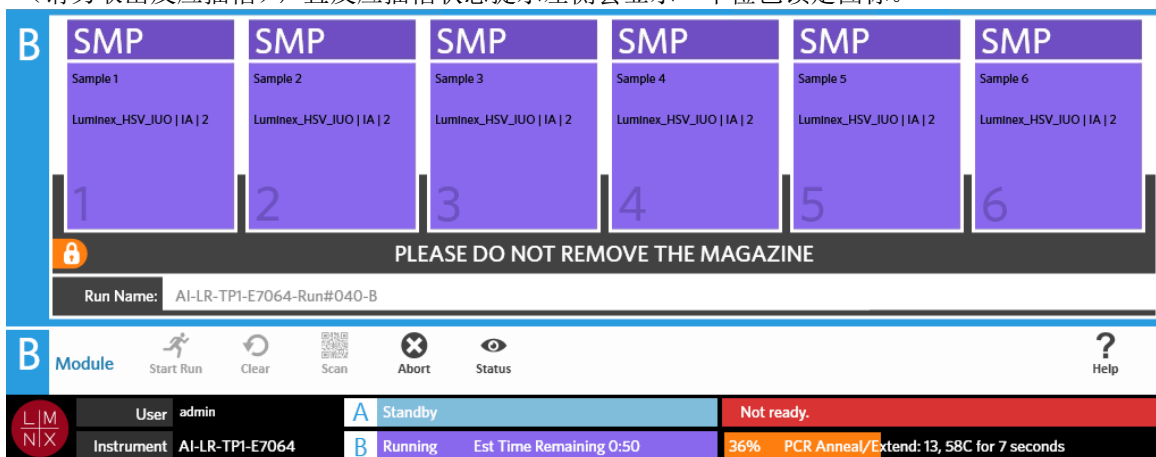 B SMP SMP SMP SMP SMP SMP
Sample 1 Sample 2 Sample 3 Sample 4 Sample 5 Sample 6
Luminex_HSV_IUO | IA | 2 Luminex_HSV_IUO | IA | 2 Luminex_HSV_IUO | IA | 2 Luminex_HSV_IUO | IA | 2 Luminex_HSV_IUO | IA | 2 Luminex_HSV_IUO | IA | 2
1 2 3 4 5 6
PLEASE DO NOT REMOVE THE MAGAZINE
Run Name: AI-LR-TP1-E7064-Run#040-B
B Module Start Run Clear Scan Abort Status ? Help
LM User admin A Standby Not ready.
NIX Instrument AI-LR-TP1-E7064 B Running Est Time Remaining 0:50 36% PCR Anneal/Extend: 13, 58C for 7 seconds